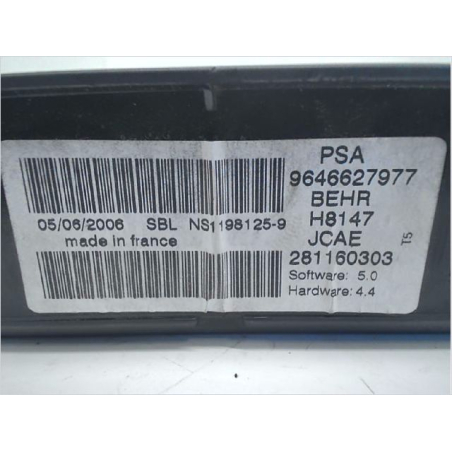 PSA
9646627977
BEHR
05/06/2006 SBL NS1198125-9 H8147
made in france JCAE T5
281160303
Software: 5.0
Hardware: 4.4